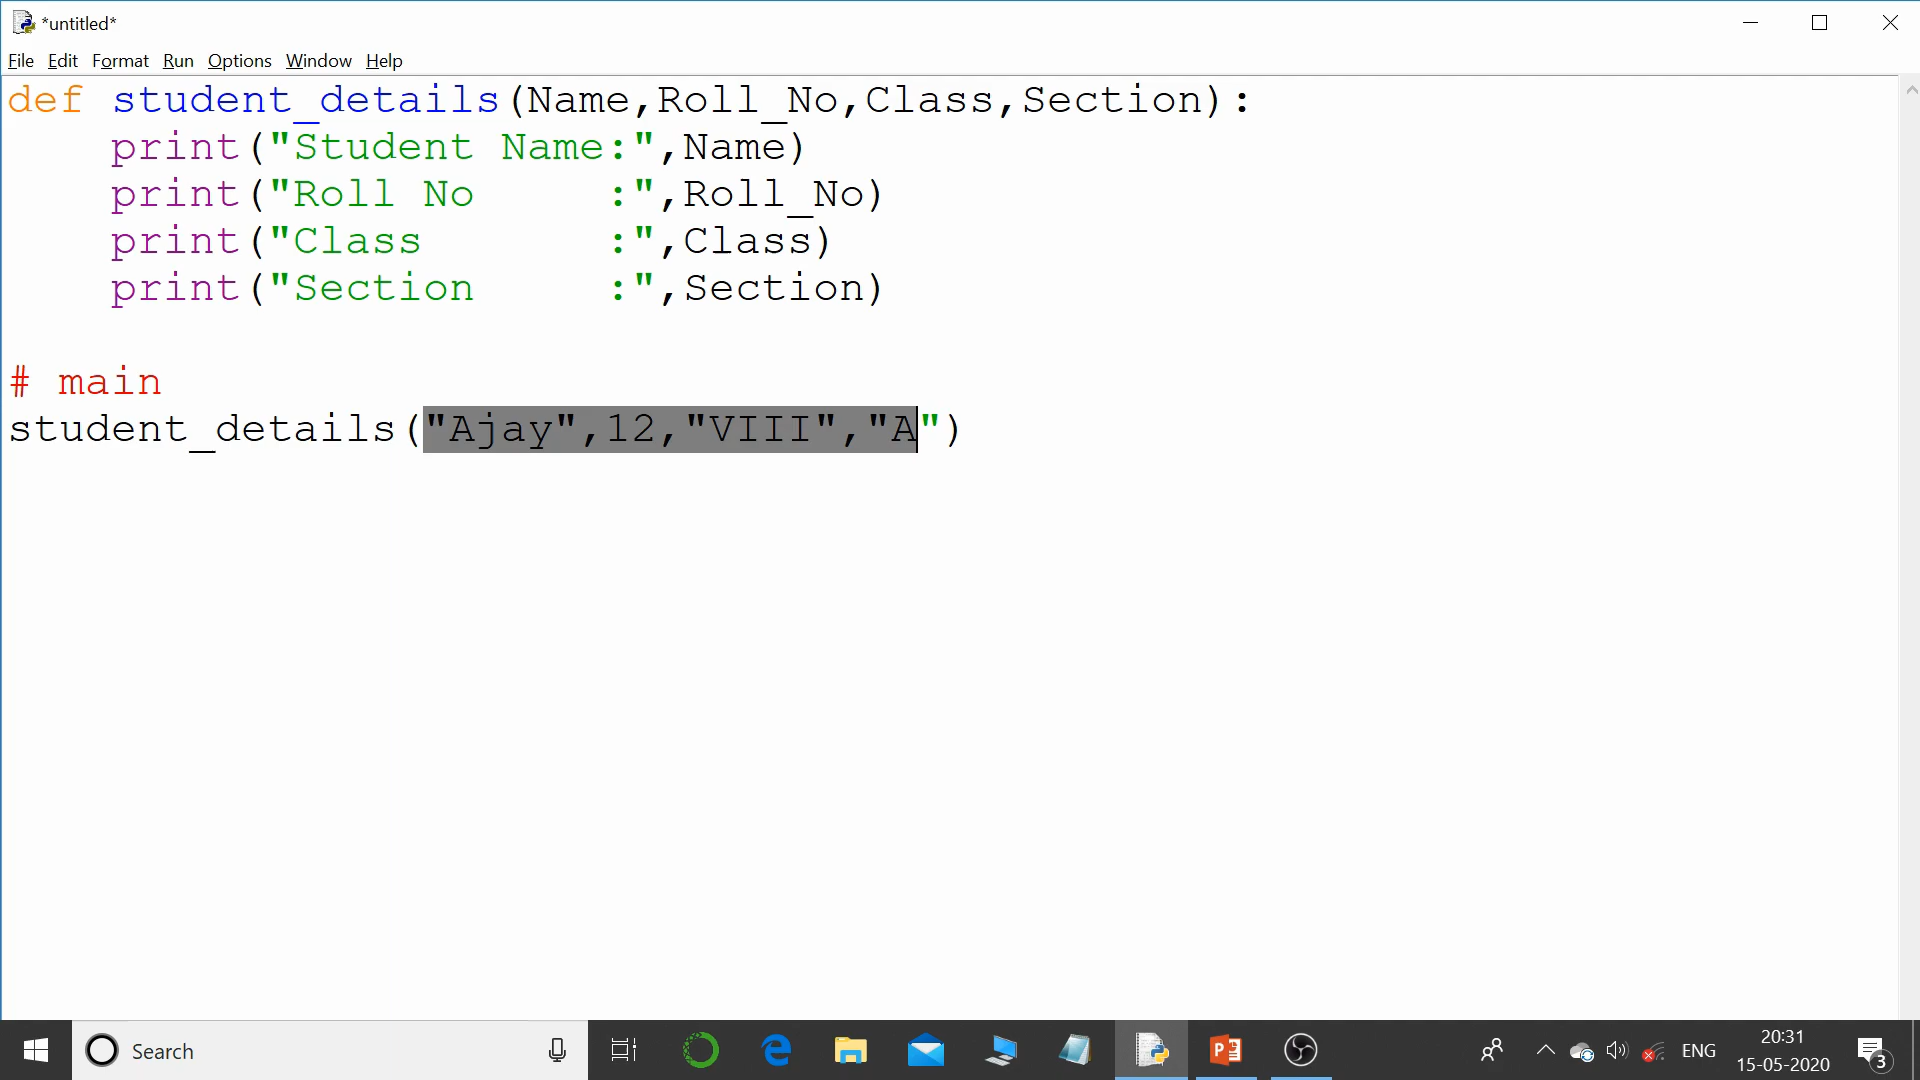 *untitled*
File Edit Format Run Options Window Help
def student_details(Name,Roll_No,Class,Section):
    print("Student Name:",Name)
    print("Roll No     :",Roll_No)
    print("Class       :",Class)
    print("Section     :",Section)
# main
student_details("Ajay",12,"VIII","A")
Search
ENG
20:31
15-05-2020
3